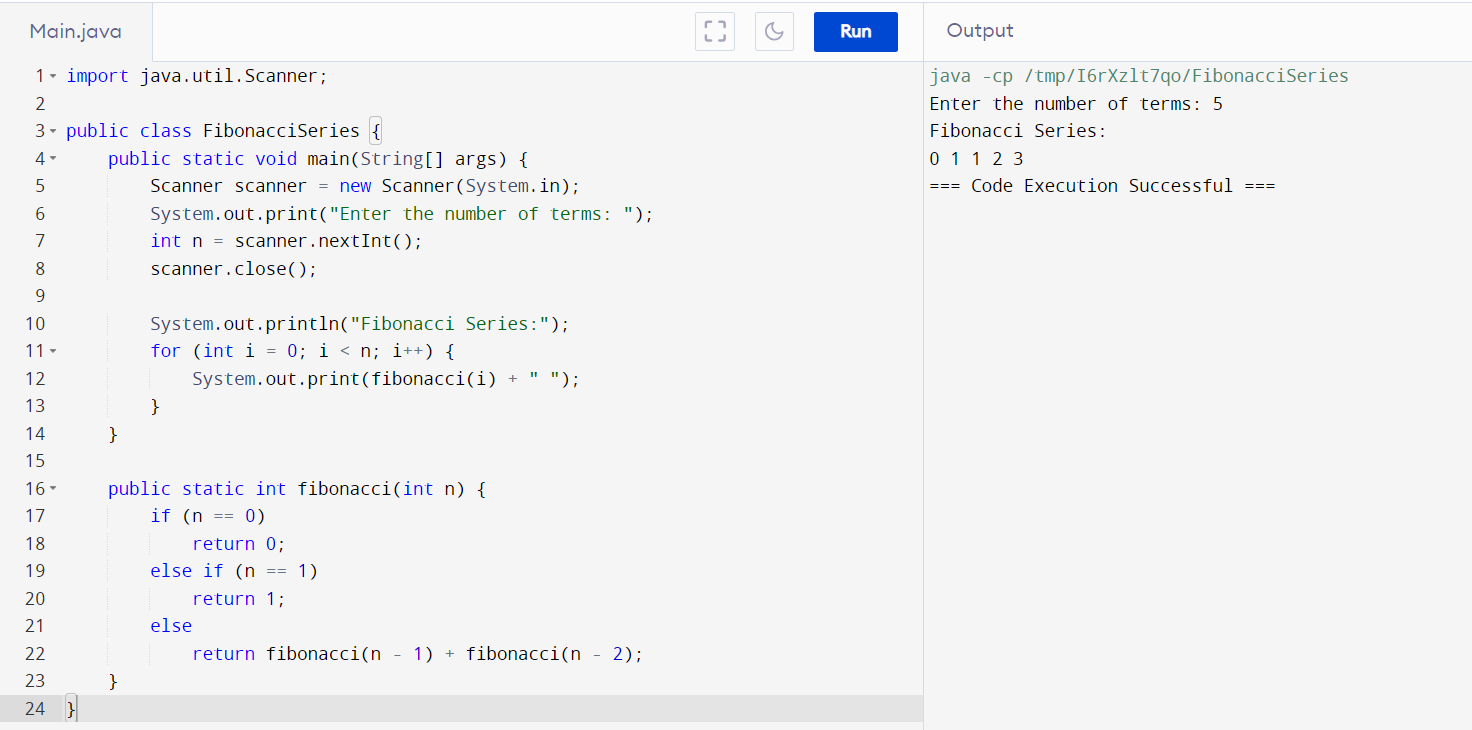 Main.java
Run
Output
1 import java.util.Scanner;
2
3 public class FibonacciSeries {
4     public static void main(String[] args) {
5         Scanner scanner = new Scanner(System.in);
6         System.out.print("Enter the number of terms: ");
7         int n = scanner.nextInt();
8         scanner.close();
9
10         System.out.println("Fibonacci Series:");
11         for (int i = 0; i < n; i++) {
12             System.out.print(fibonacci(i) + " ");
13         }
14     }
15
16     public static int fibonacci(int n) {
17         if (n == 0)
18             return 0;
19         else if (n == 1)
20             return 1;
21         else
22             return fibonacci(n - 1) + fibonacci(n - 2);
23     }
24 }
java -cp /tmp/I6rXzlt7qo/FibonacciSeries
Enter the number of terms: 5
Fibonacci Series:
0 1 1 2 3
=== Code Execution Successful ===